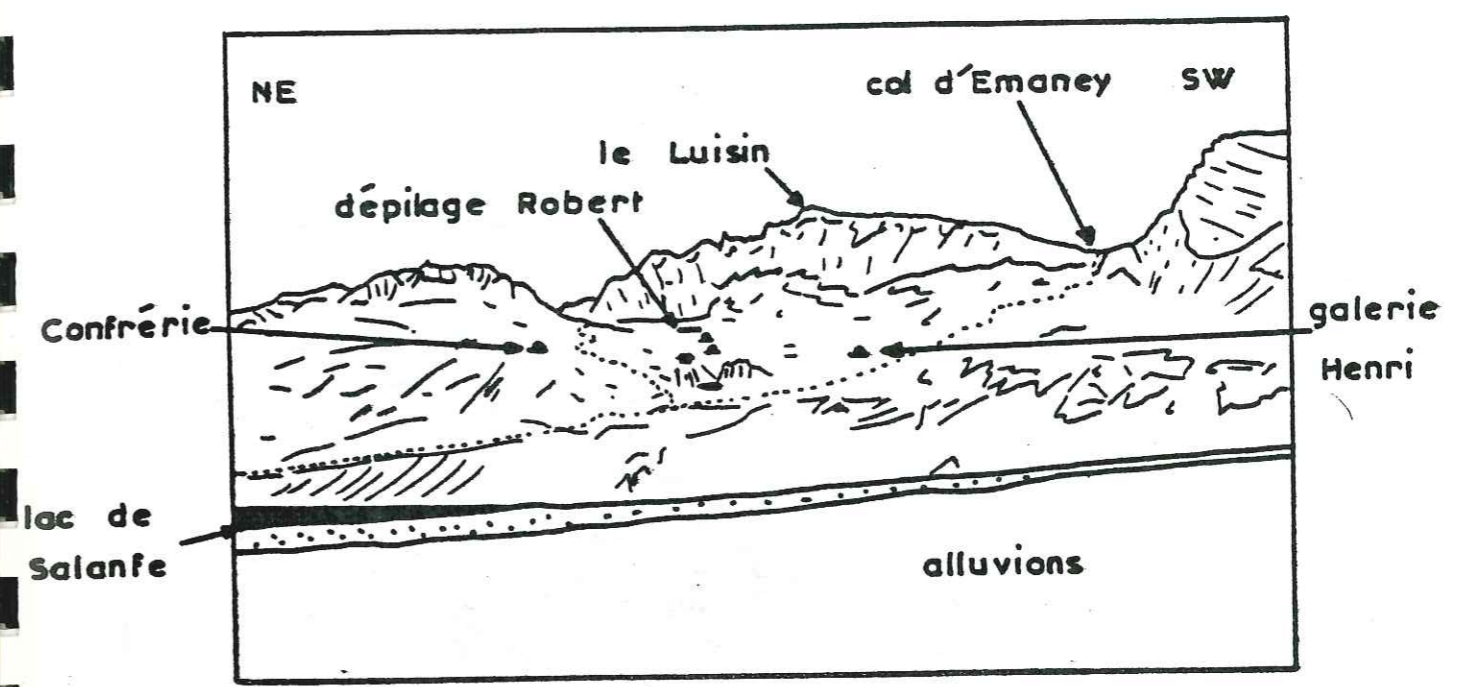 NE
col d'Emaney
SW
le Luisin
dépilage Robert
Confrérie
galerie
Henri
lac de
Salanfe
alluvions